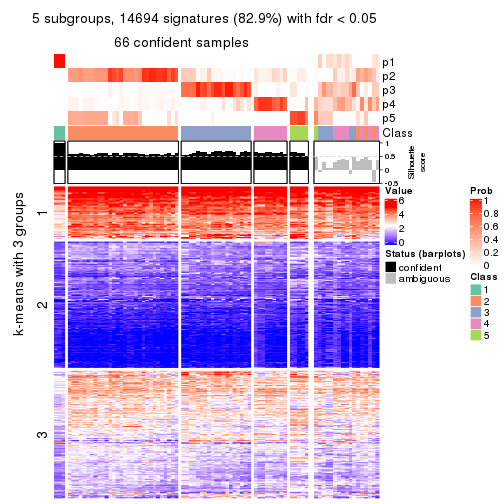 5 subgroups, 14694 signatures (82.9%) with fdr < 0.05
66 confident samples
p1
p2
p3
p4
p5
Class
1
0.5
0
-0.5
Silhouette
score
k-means with 3 groups
1
2
3
Value
6
4
2
0
Status (barplots)
confident
ambiguous
Prob
1
0.8
0.6
0.4
0.2
0
Class
1
2
3
4
5